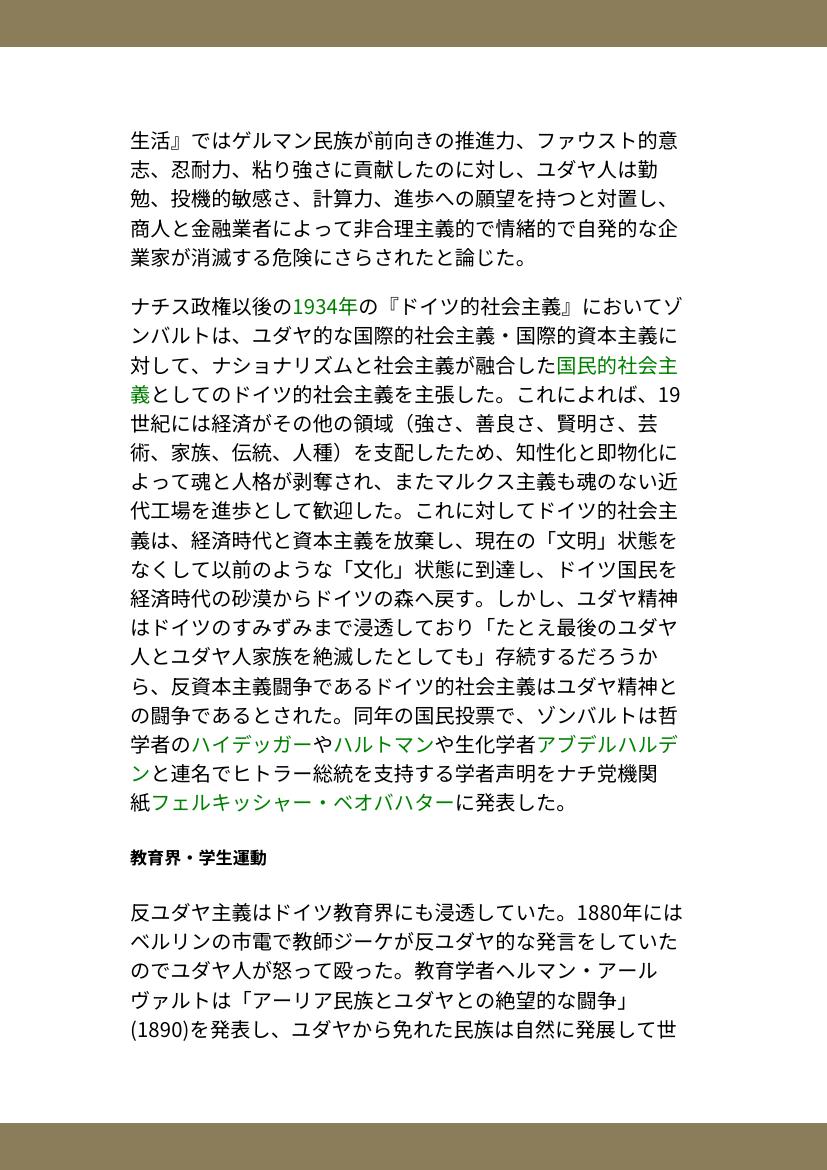 生活』ではゲルマン民族が前向きの推進力、ファウスト的意
志、忍耐力、粘り強さに貢献したのに対し、ユダヤ人は勤
勉、投機的敏感さ、計算力、進歩への願望を持つと対置し、
商人と金融業者によって非合理主義的で情緒的で自発的な企
業家が消滅する危険にさらされたと論じた。
ナチス政権以後の1934年の『ドイツ的社会主義』においてゾ
ンバルトは、ユダヤ的な国際的社会主義・国際的資本主義に
対して、ナショナリズムと社会主義が融合した国民的社会主
義としてのドイツ的社会主義を主張した。これによれば、19
世紀には経済がその他の領域（強さ、善良さ、賢明さ、芸
術、家族、伝統、人種）を支配したため、知性化と即物化に
よって魂と人格が剥奪され、またマルクス主義も魂のない近
代工場を進歩として歓迎した。これに対してドイツ的社会主
義は、経済時代と資本主義を放棄し、現在の「文明」状態を
なくして以前のような「文化」状態に到達し、ドイツ国民を
経済時代の砂漠からドイツの森へ戻す。しかし、ユダヤ精神
はドイツのすみずみまで浸透しており「たとえ最後のユダヤ
人とユダヤ人家族を絶滅したとしても」存続するだろうか
ら、反資本主義闘争であるドイツ的社会主義はユダヤ精神と
の闘争であるとされた。同年の国民投票で、ゾンバルトは哲
学者のハイデッガーやハルトマンや生化学者アブデルハルデ
ンと連名でヒトラー総統を支持する学者声明をナチ党機関
紙フェルキッシャー・ベオバハターに発表した。
教育界・学生運動
反ユダヤ主義はドイツ教育界にも浸透していた。1880年には
ベルリンの市電で教師ジーケが反ユダヤ的な発言をしていた
のでユダヤ人が怒って殴った。教育学者ヘルマン・アール
ヴァルトは「アーリア民族とユダヤとの絶望的な闘争」
(1890)を発表し、ユダヤから免れた民族は自然に発展して世